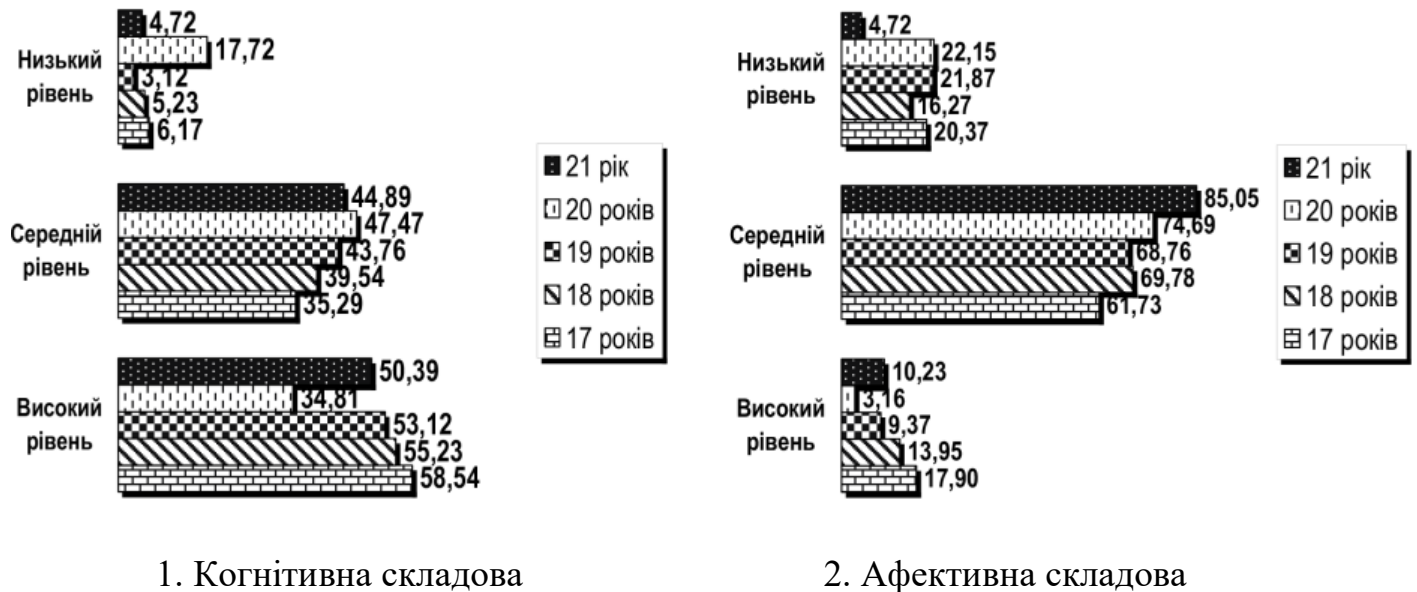 Низький
рівень
4,72
17,72
3,12
5,23
6,17
Середній
рівень
44,89
47,47
43,76
39,54
35,29
Високий
рівень
50,39
34,81
53,12
55,23
58,54
21 рік
20 років
19 років
18 років
17 років
1. Когнітивна складова
Низький
рівень
4,72
22,15
21,87
16,27
20,37
Середній
рівень
85,05
74,69
68,76
69,78
61,73
Високий
рівень
10,23
3,16
9,37
13,95
17,90
21 рік
20 років
19 років
18 років
17 років
2. Афективна складова